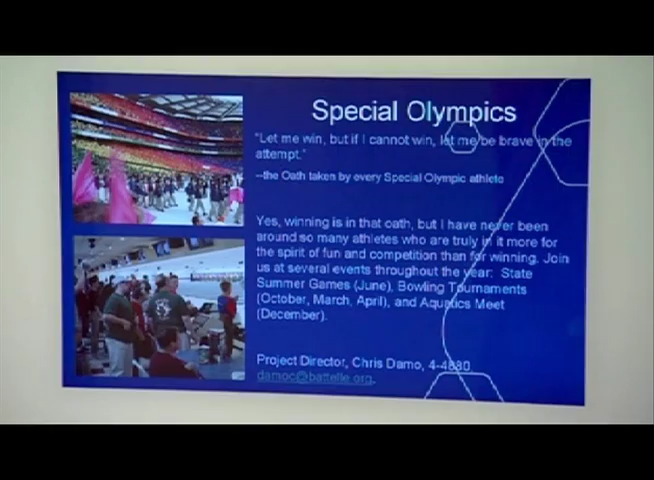 Special Olympics
"Let me win, but if I cannot win, let me be brave in the
attempt."
--the Oath taken by every Special Olympic athlete
Yes, winning is in that oath, but I have never been
around so many athletes who are truly in it more for
the spirit of fun and competition than for winning. Join
us at several events throughout the year: State
Summer Games (June), Bowling Tournaments
(October, March, April), and Aquatics Meet
(December).
Project Director, Chris Damo, 4-4880
damoc@battelle.org.